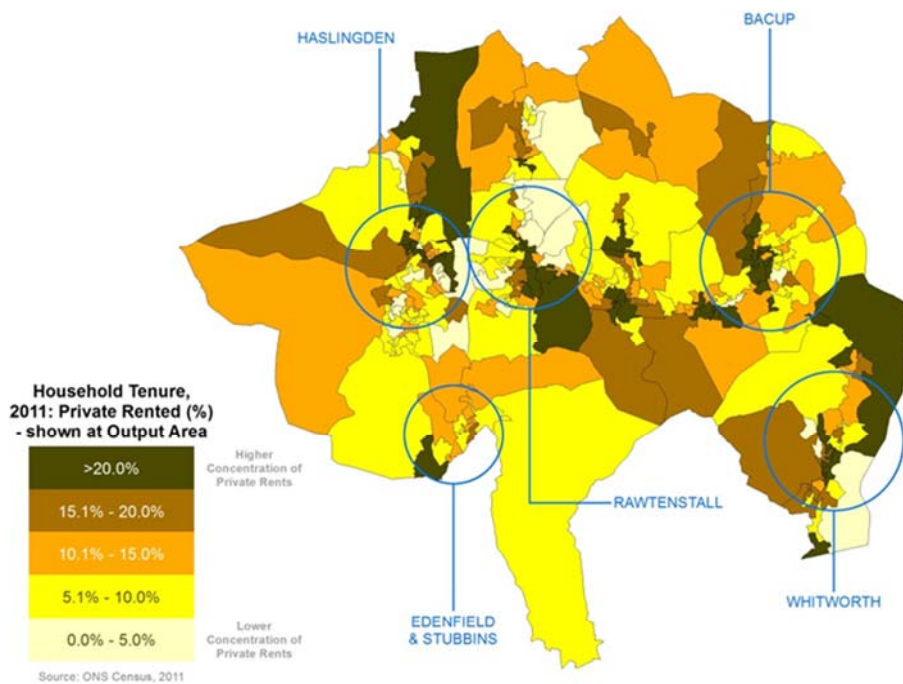 HASLINGDEN
BACUP
Household Tenure,
2011: Private Rented (%)
- shown at Output Area
>20.0%
15.1% - 20.0%
10.1% - 15.0%
5.1% - 10.0%
0.0% - 5.0%
Higher
Concentration of
Private Rents
Lower
Concentration of
Private Rents
Source: ONS Census, 2011
RAWTENSTALL
EDENFIELD
& STUBBINS
WHITWORTH